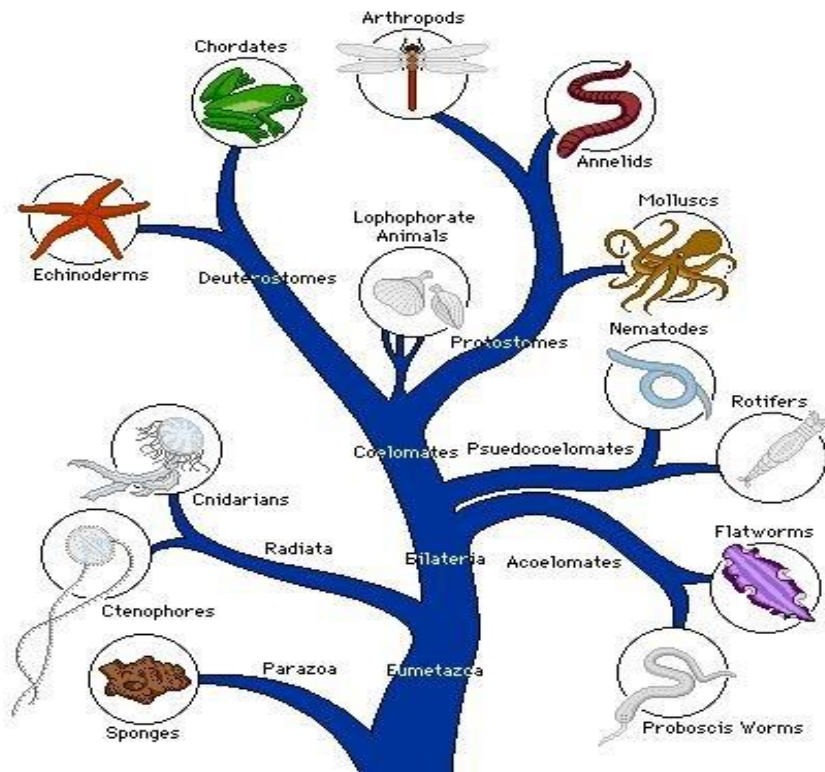 Arthropods
Chordates
Annelids
Molluscs
Lophophorate
Animals
Echinoderms
Deuterostomes
Protostomes
Nematodes
Rotifers
Coelomates
Psuedocoelomates
Cnidarians
Flatworms
Radiata
Bilateria
Acoelomates
Ctenophores
Parazoa
Eumetazoa
Sponges
Proboscis Worms